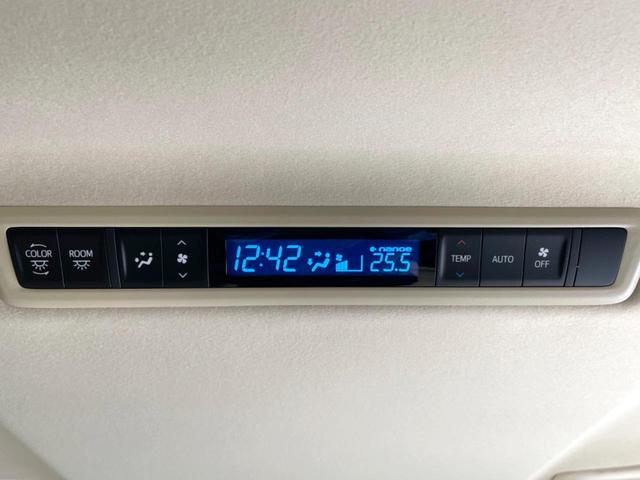 COLOR
ROOM
12:42
nanoe
25.5
TEMP
AUTO
OFF